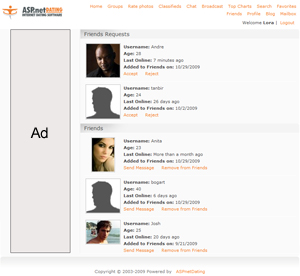 ASPnetDATING
INTERNET DATING SOFTWARE
Home Groups Rate photos Classifieds Chat Broadcast Top Charts Search Favorites
Friends Profile Blog Mailbox
Welcome Lara | Logout
Ad
Friends Requests
Username: Andre
Age: 28
Last Online: 7 minutes ago
Added to Friends on: 10/29/2009
Accept Reject
Username: tanbir
Age: 24
Last Online: 26 days ago
Added to Friends on: 10/2/2009
Accept Reject
Friends
Username: Anita
Age: 23
Last Online: More than a month ago
Added to Friends on: 10/29/2009
Send Message Remove from Friends
Username: bogart
Age: 40
Last Online: 6 days ago
Added to Friends on: 10/29/2009
Send Message Remove from Friends
Username: Josh
Age: 25
Last Online: 20 days ago
Added to Friends on: 9/21/2009
Send Message Remove from Friends
Copyright © 2003-2009 Powered by ASPnetDating